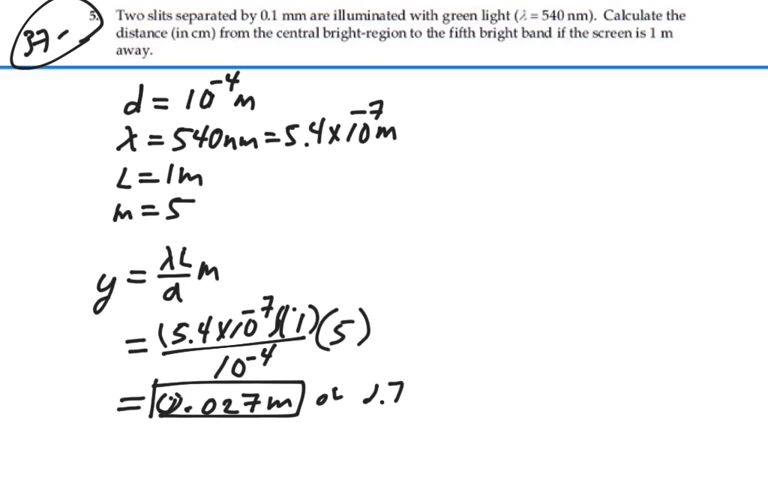 37-
5. Two slits separated by 0.1 mm are illuminated with green light (λ = 540 nm). Calculate the
distance (in cm) from the central bright-region to the fifth bright band if the screen is 1 m
away.
d = 10⁻⁴ m
λ = 540nm = 5.4 x 10⁻⁷ m
L = 1m
m = 5
y = λL/d m
= (5.4 x 10⁻⁷)(1)(5)/10⁻⁴
= 0.027m or 2.7